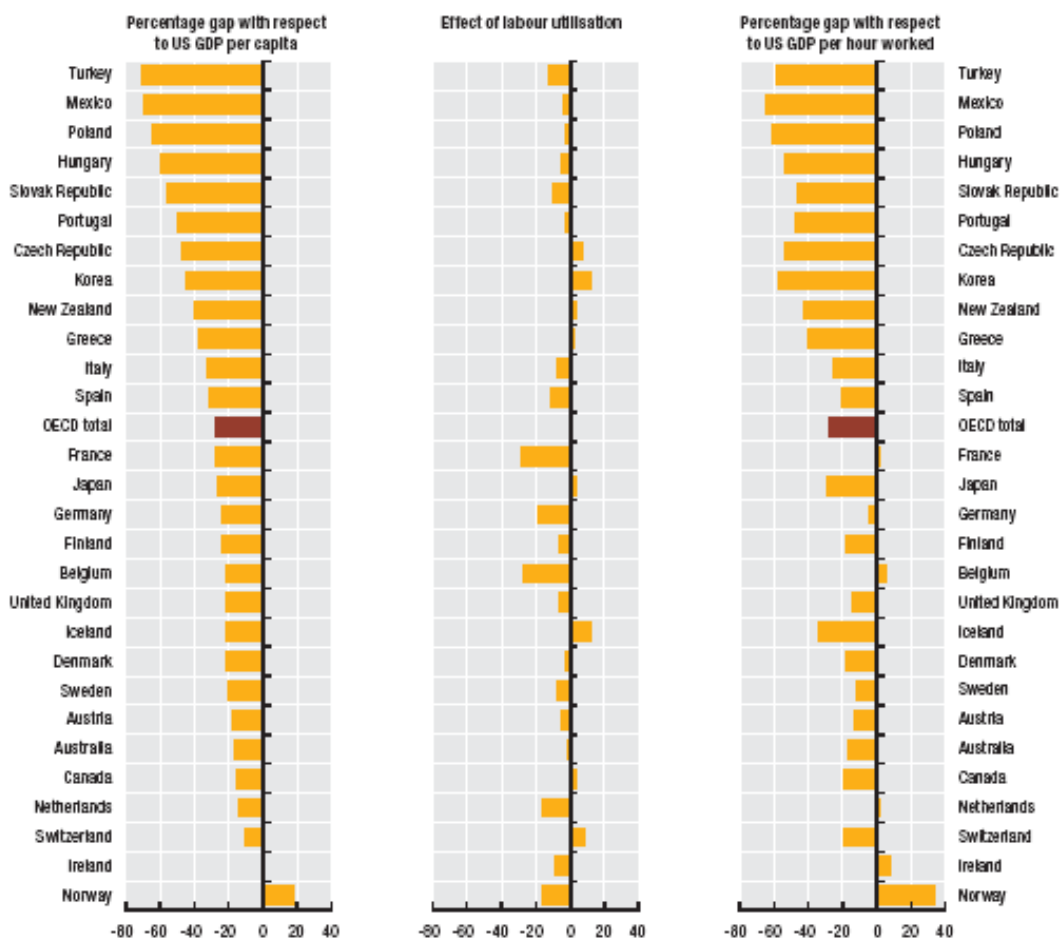 Percentage gap with respect
to US GDP per capita
Effect of labour utilisation
Percentage gap with respect
to US GDP per hour worked
Turkey Turkey
Mexico Mexico
Poland Poland
Hungary Hungary
Slovak Republic Slovak Republic
Portugal Portugal
Czech Republic Czech Republic
Korea Korea
New Zealand New Zealand
Greece Greece
Italy Italy
Spain Spain
OECD total OECD total
France France
Japan Japan
Germany Germany
Finland Finland
Belgium Belgium
United Kingdom United Kingdom
Iceland Iceland
Denmark Denmark
Sweden Sweden
Austria Austria
Australia Australia
Canada Canada
Netherlands Netherlands
Switzerland Switzerland
Ireland Ireland
Norway Norway
-80 -60 -40 -20 0 20 40 -80 -60 -40 -20 0 20 40 -80 -60 -40 -20 0 20 40